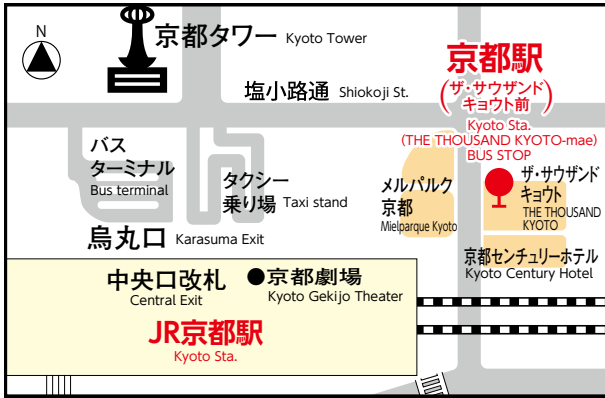 N
京都タワー Kyoto Tower
塩小路通 Shiokoji St.
京都駅
(ザ・サウザンド
キョウト前)
Kyoto Sta.
(THE THOUSAND KYOTO-mae)
BUS STOP
バス
ターミナル
Bus terminal
タクシー
乗り場 Taxi stand
メルパルク
京都
Mielparque Kyoto
ザ・サウザンド
キョウト
THE THOUSAND
KYOTO
烏丸口 Karasuma Exit
京都センチュリーホテル
Kyoto Century Hotel
中央口改札
Central Exit
●京都劇場
Kyoto Gekijo Theater
JR京都駅
Kyoto Sta.